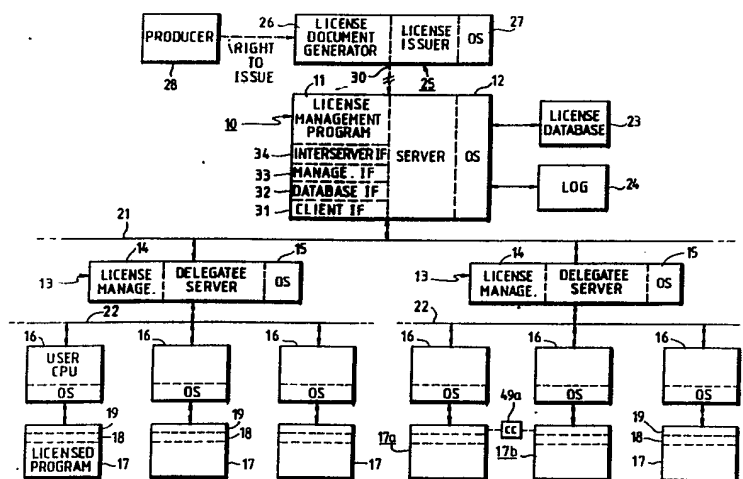 26
LICENSE
DOCUMENT
GENERATOR
LICENSE
ISSUER
OS
27
PRODUCER
28
RIGHT
TO
ISSUE
30
25
11
12
10
LICENSE
MANAGEMENT
PROGRAM
34
INTERSERVER IF
33
MANAGE. IF
32
DATABASE IF
31
CLIENT IF
SERVER
OS
LICENSE
DATABASE
23
LOG
24
21
14
15
13
LICENSE
MANAGE.
DELEGATEE
SERVER
OS
14
15
13
LICENSE
MANAGE.
DELEGATEE
SERVER
OS
22
22
16
USER
CPU
OS
16
OS
16
OS
16
OS
16
OS
16
OS
19
18
LICENSED
PROGRAM
17
19
18
17
17
17a
49a
CC
17b
19
18
17